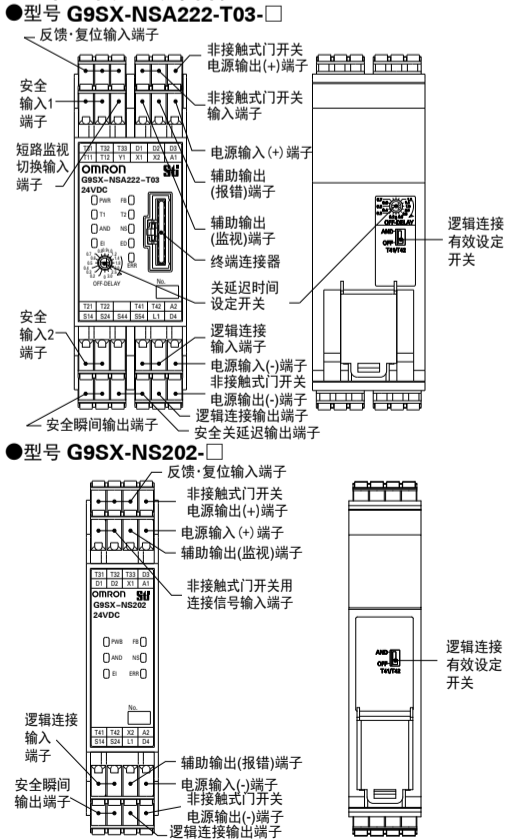 ●型号 G9SX-NSA222-T03-□
反馈·复位输入端子
非接触式门开关
电源输出(+)端子
安全
输入1
端子
非接触式门开关
输入端子
短路监视
切换输入
端子
电源输入(+)端子
辅助输出
(报错)端子
辅助输出
(监视)端子
终端连接器
关延迟时间
设定开关
T21 T32 T33 D1 D2 D3
T11 T12 Y1 X1 X2 A1
OMRON
G9SX-NSA222-T03
24VDC
PWR FB
T1 T2
AND NS
EI ED
ERR
OFF-DELAY
No.
T21 T22 T41 T42 A2
S14 S24 S44 S54 L1 D4
安全
输入2
端子
逻辑连接
输入端子
电源输入(-)端子
非接触式门开关
电源输出(-)端子
逻辑连接输出端子
安全瞬间输出端子
安全关延迟输出端子
OFF-DELAY
AND
OFF
T41/T42
逻辑连接
有效设定
开关
●型号 G9SX-NS202-□
反馈·复位输入端子
非接触式门开关
电源输出(+)端子
电源输入(+)端子
辅助输出(监视)端子
非接触式门开关用
连接信号输入端子
T31 T32 T33 D3
D1 D2 X1 A1
OMRON
G9SX-NS202
24VDC
PWB FB
AND NS
EI ERR
No.
T41 T42 X2 A2
S14 S24 L1 D4
逻辑连接
输入
端子
安全瞬间
输出端子
辅助输出(报错)端子
电源输入(-)端子
非接触式门开关
电源输出(-)端子
逻辑连接输出端子
AND
OFF
T41/T42
逻辑连接
有效设定
开关